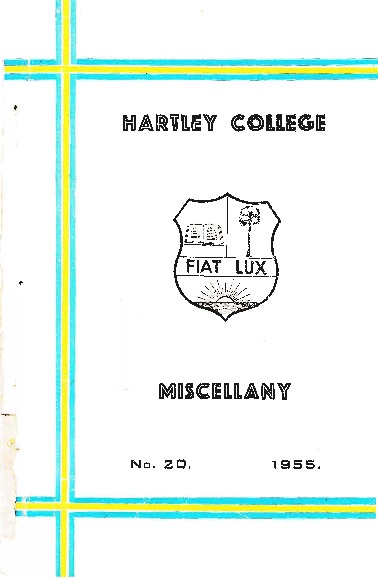 HARTLEY COLLEGE
FIAT LUX
MISCELLANY
No. 20. 1955.